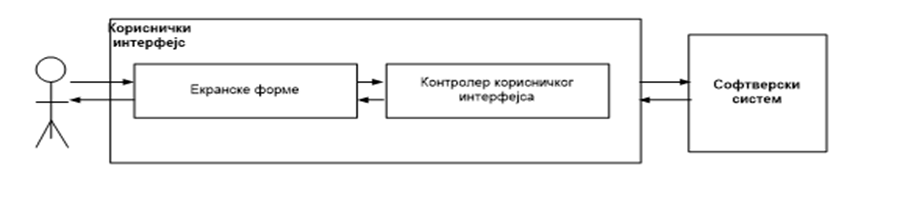 Кориснички
интерфејс
Екранске форме
Контролер корисничког
интерфејса
Софтверски
систем